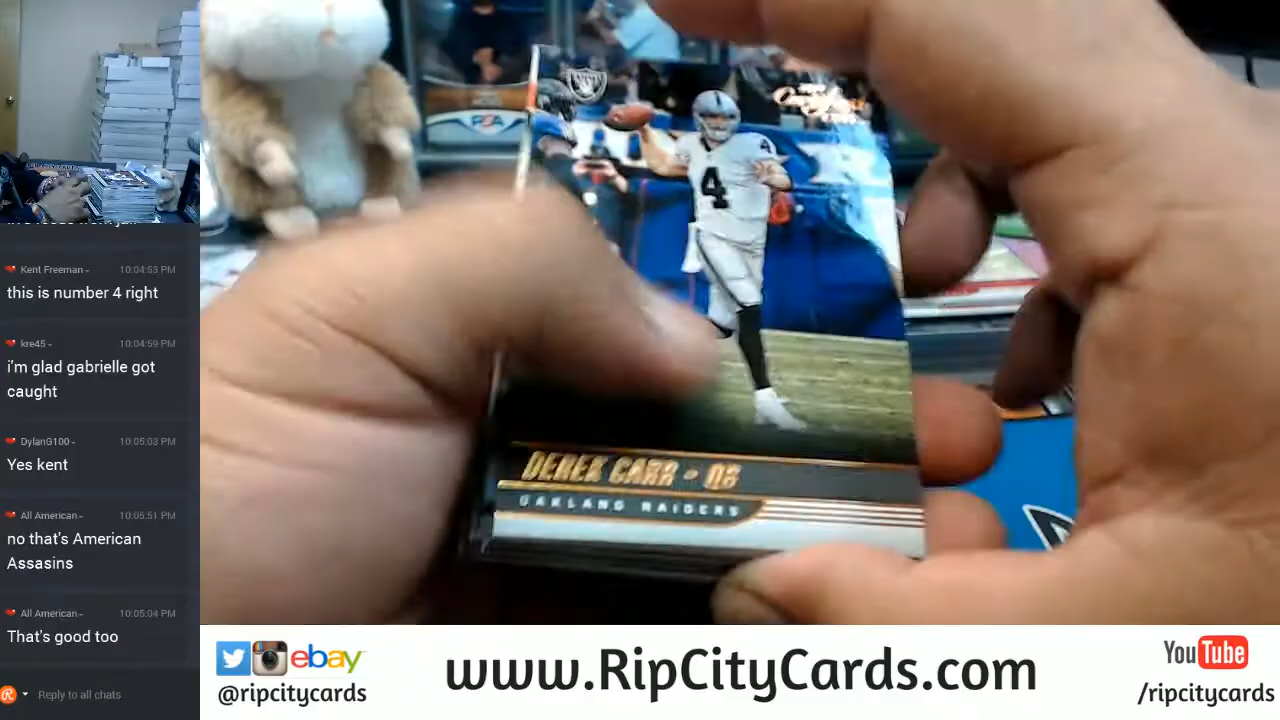 Kent Freeman 10:04:53 PM
this is number 4 right
kre45 10:04:59 PM
i'm glad gabrielle got
caught
DylanG100 10:05:03 PM
Yes kent
All American 10:05:51 PM
no that's American
Assasins
All American 10:05:04 PM
That's good too
Reply to all chats
PSA
4
4
DEREK CARR - QB
OAKLAND RAIDERS
ebay
@ripcitycards
www.RipCityCards.com
YouTube
/ripcitycards